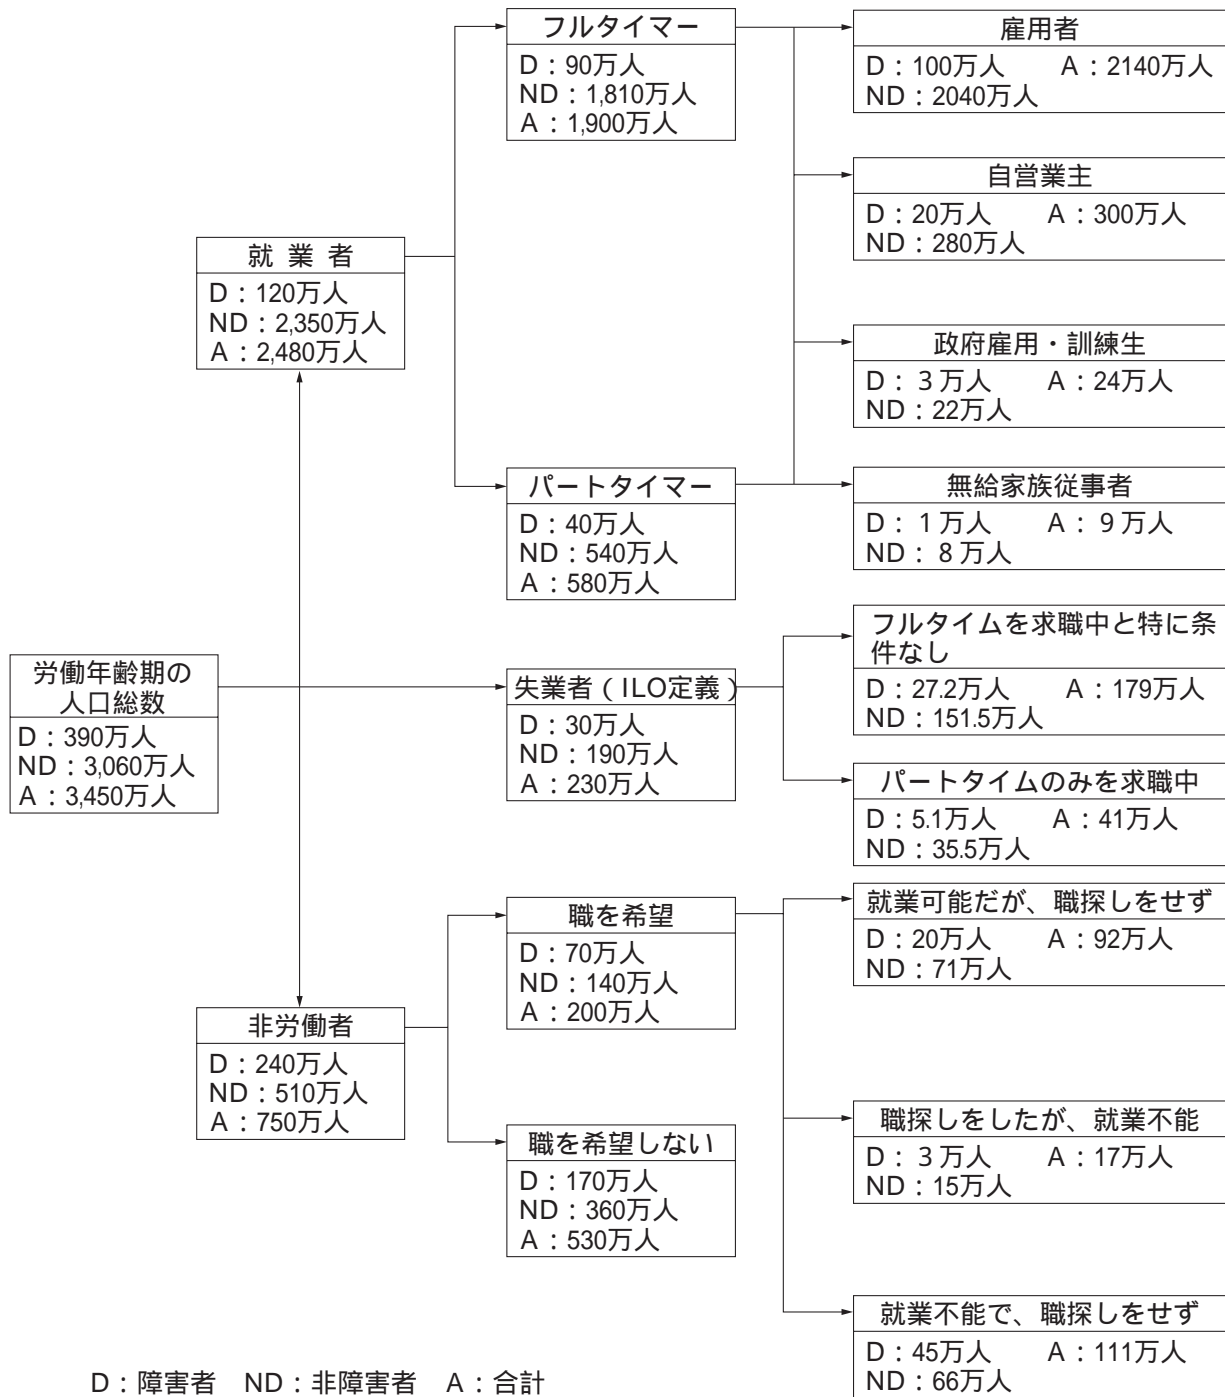 フルタイマー
D：90万人
ND：1,810万人
A：1,900万人
雇用者
D：100万人　A：2140万人
ND：2040万人
自営業主
D：20万人　A：300万人
ND：280万人
就 業 者
D：120万人
ND：2,350万人
A：2,480万人
政府雇用・訓練生
D：3万人　A：24万人
ND：22万人
パートタイマー
D：40万人
ND：540万人
A：580万人
無給家族従事者
D：1万人　A：9万人
ND：8万人
労働年齢期の
人口総数
D：390万人
ND：3,060万人
A：3,450万人
失業者（ILO定義）
D：30万人
ND：190万人
A：230万人
フルタイムを求職中と特に条
件なし
D：27.2万人　A：179万人
ND：151.5万人
パートタイムのみを求職中
D：5.1万人　A：41万人
ND：35.5万人
非労働者
D：240万人
ND：510万人
A：750万人
職を希望
D：70万人
ND：140万人
A：200万人
就業可能だが、職探しをせず
D：20万人　A：92万人
ND：71万人
職を希望しない
D：170万人
ND：360万人
A：530万人
職探しをしたが、就業不能
D：3万人　A：17万人
ND：15万人
就業不能で、職探しをせず
D：45万人　A：111万人
ND：66万人
D：障害者　ND：非障害者　A：合計